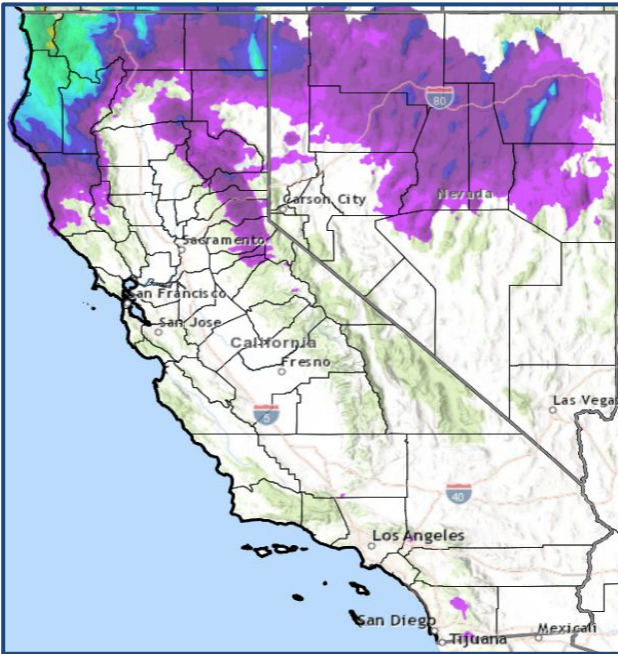 80
Nevada
Carson City
Sacramento
San Francisco
San Jose
California
Fresno
Las Vega
5
40
Los Angeles
San Diego
Tijuana
Mexicali